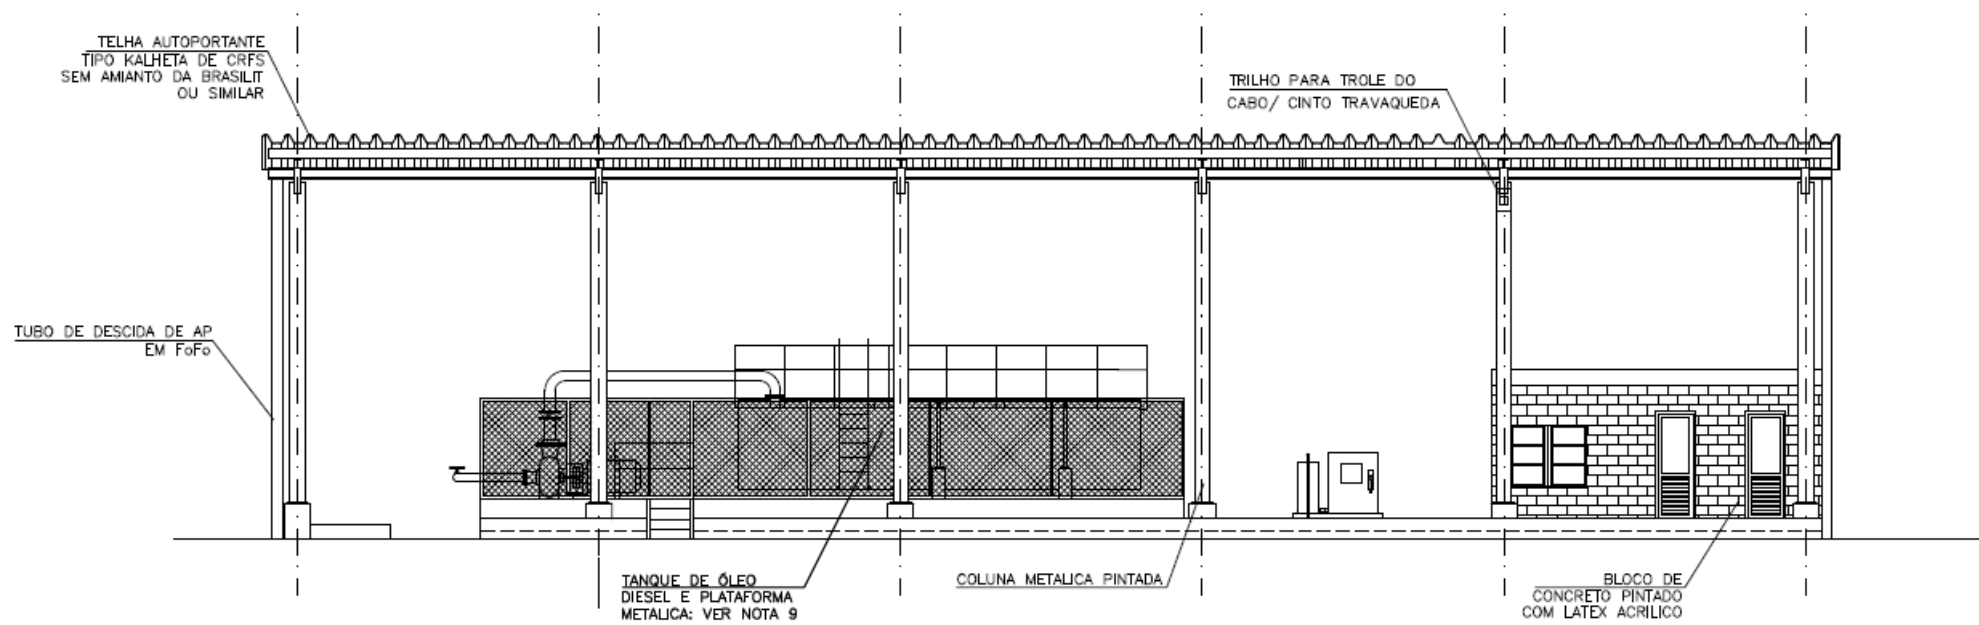 TELHA AUTOPORTANTE
TIPO KALHETA DE CRFS
SEM AMIANTO DA BRASILIT
OU SIMILAR
TRILHO PARA TROLE DO
CABO/ CINTO TRAVAQUEDA
TUBO DE DESCIDA DE AP
EM FoFo
TANQUE DE ÓLEO
DIESEL E PLATAFORMA
METALICA: VER NOTA 9
COLUNA METALICA PINTADA
BLOCO DE
CONCRETO PINTADO
COM LATEX ACRILICO